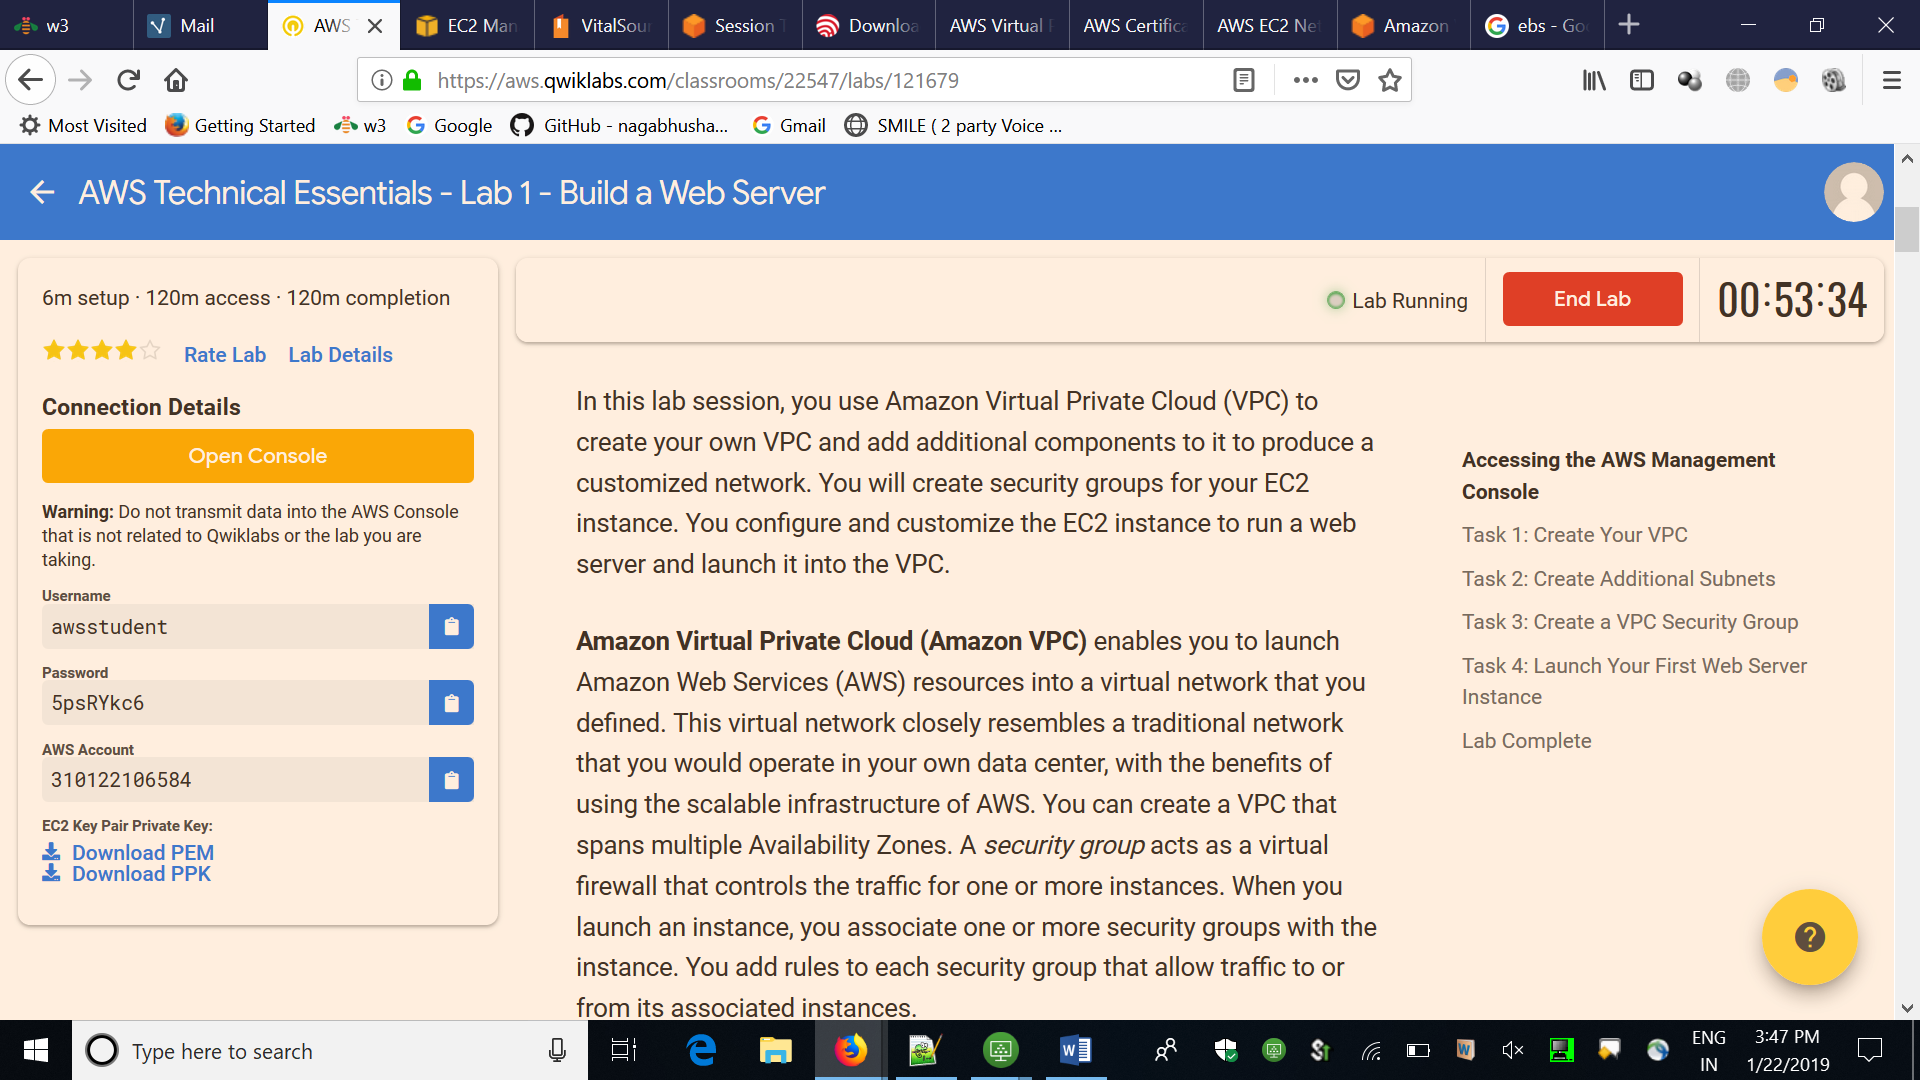 w3
Mail
AWS
EC2 Man
VitalSour
Session T
Downloa
AWS Virtual P
AWS Certifica
AWS EC2 Net
Amazon
ebs - Goo
https://aws.qwiklabs.com/classrooms/22547/labs/121679
Most Visited
Getting Started
w3
Google
GitHub - nagabhusha...
Gmail
SMILE ( 2 party Voice ...
AWS Technical Essentials - Lab 1 - Build a Web Server
6m setup · 120m access · 120m completion
Rate Lab
Lab Details
Connection Details
Open Console
Warning: Do not transmit data into the AWS Console
that is not related to Qwiklabs or the lab you are
taking.
Username
awsstudent
Password
5psRYkc6
AWS Account
310122106584
EC2 Key Pair Private Key:
Download PEM
Download PPK
Lab Running
End Lab
00:53:34
In this lab session, you use Amazon Virtual Private Cloud (VPC) to
create your own VPC and add additional components to it to produce a
customized network. You will create security groups for your EC2
instance. You configure and customize the EC2 instance to run a web
server and launch it into the VPC.
Amazon Virtual Private Cloud (Amazon VPC) enables you to launch
Amazon Web Services (AWS) resources into a virtual network that you
defined. This virtual network closely resembles a traditional network
that you would operate in your own data center, with the benefits of
using the scalable infrastructure of AWS. You can create a VPC that
spans multiple Availability Zones. A security group acts as a virtual
firewall that controls the traffic for one or more instances. When you
launch an instance, you associate one or more security groups with the
instance. You add rules to each security group that allow traffic to or
from its associated instances.
Accessing the AWS Management
Console
Task 1: Create Your VPC
Task 2: Create Additional Subnets
Task 3: Create a VPC Security Group
Task 4: Launch Your First Web Server
Instance
Lab Complete
Type here to search
ENG
IN
3:47 PM
1/22/2019